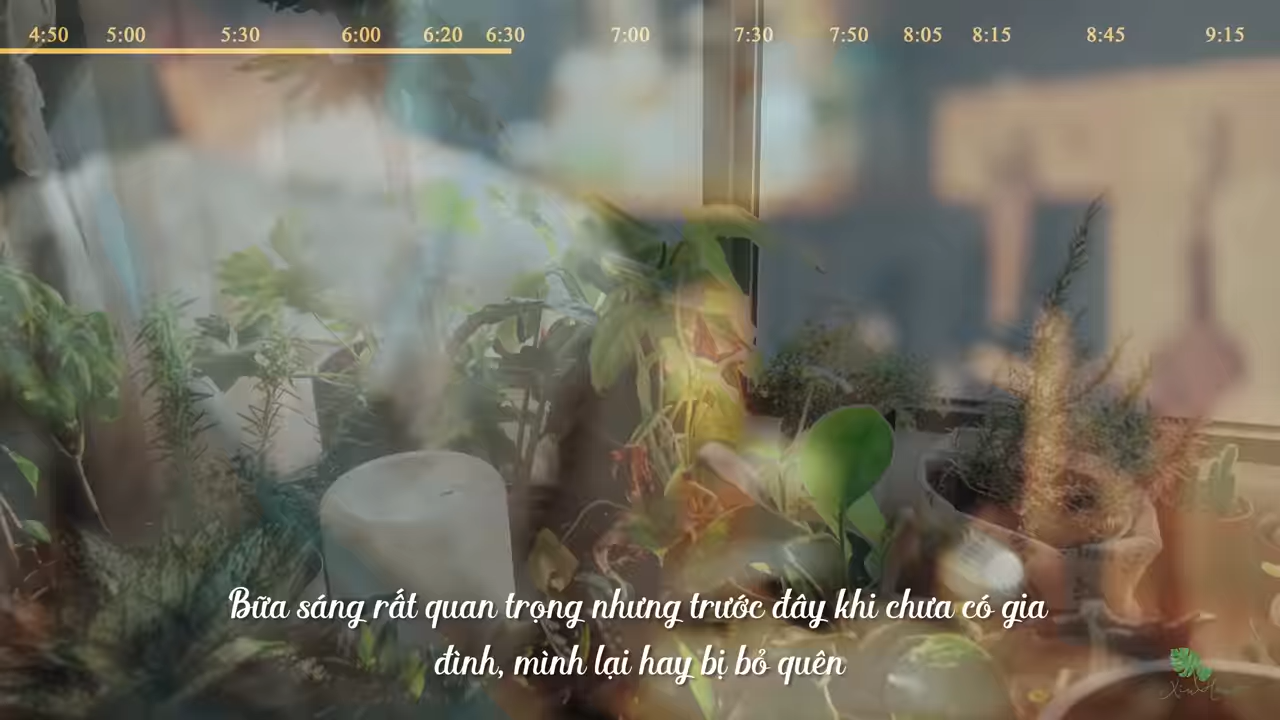 4:50 5:00 5:30 6:00 6:20 6:30 7:00 7:30 7:50 8:05 8:15 8:45 9:15
Bữa sáng rất quan trọng nhưng trước đây khi chưa có gia
đình, mình lại hay bị bỏ quên